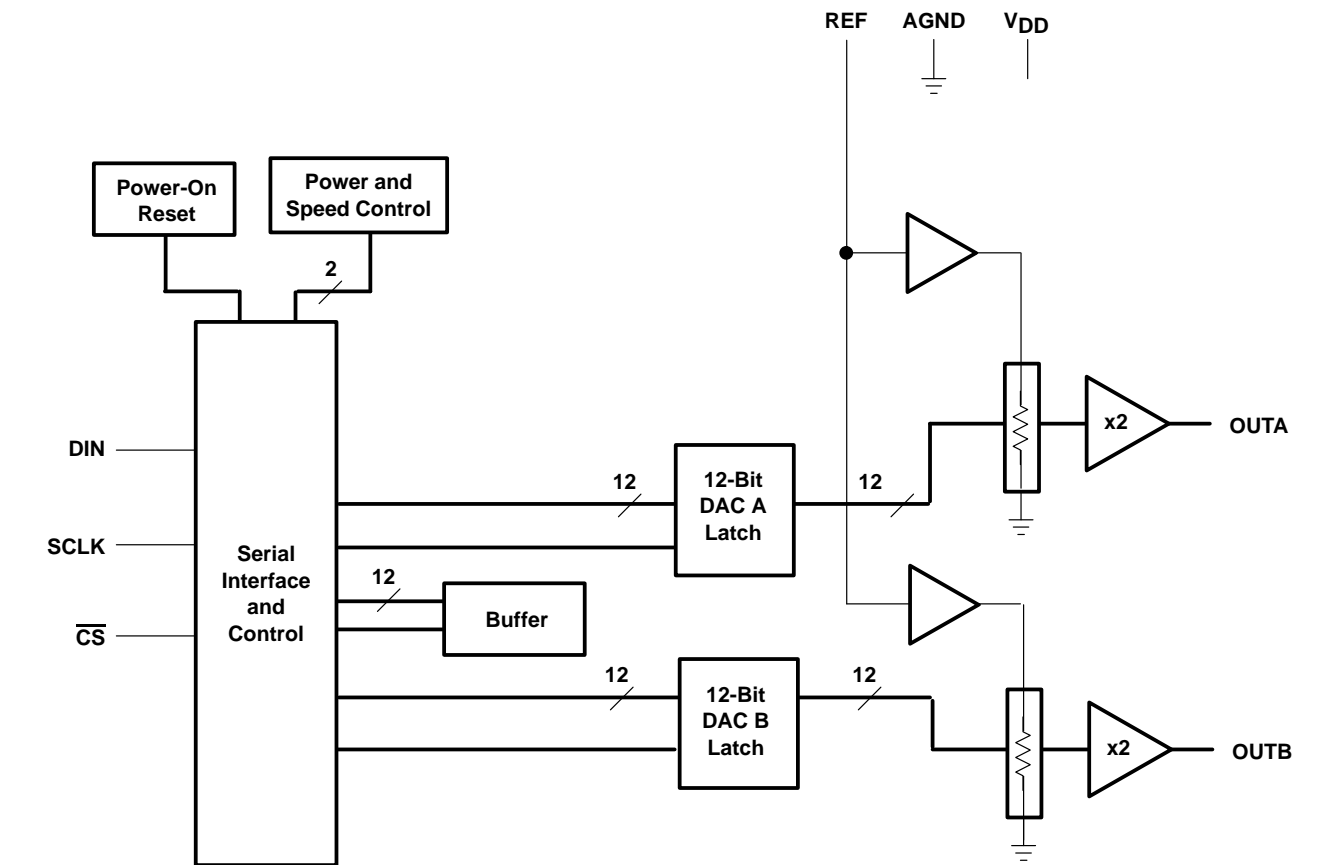 REF AGND VDD
Power-On
Reset
Power and
Speed Control
2
DIN
SCLK
CS
Serial
Interface
and
Control
12
12-Bit
DAC A
Latch
12
x2
OUTA
12
Buffer
12
12-Bit
DAC B
Latch
12
x2
OUTB